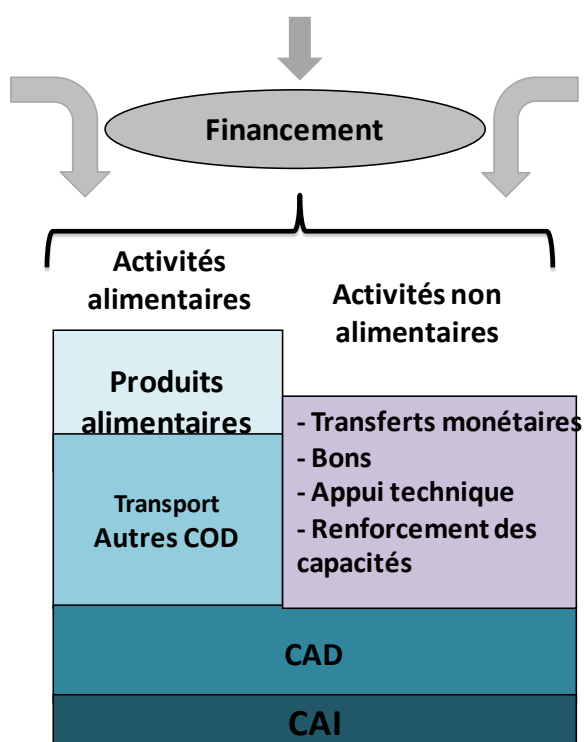 Financement
Activités
alimentaires
Activités non
alimentaires
Produits
alimentaires
Transport
Autres COD
- Transferts monétaires
- Bons
- Appui technique
- Renforcement des
capacités
CAD
CAI